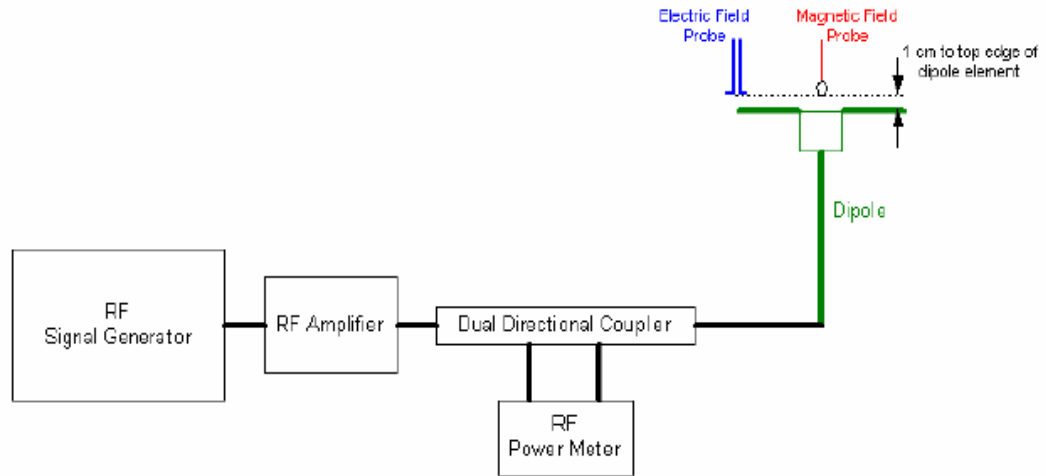 Electric Field
Probe
Magnetic Field
Probe
1 cm to top edge of
dipole element
Dipole
RF
Signal Generator
RF Amplifier
Dual Directional Coupler
RF
Power Meter